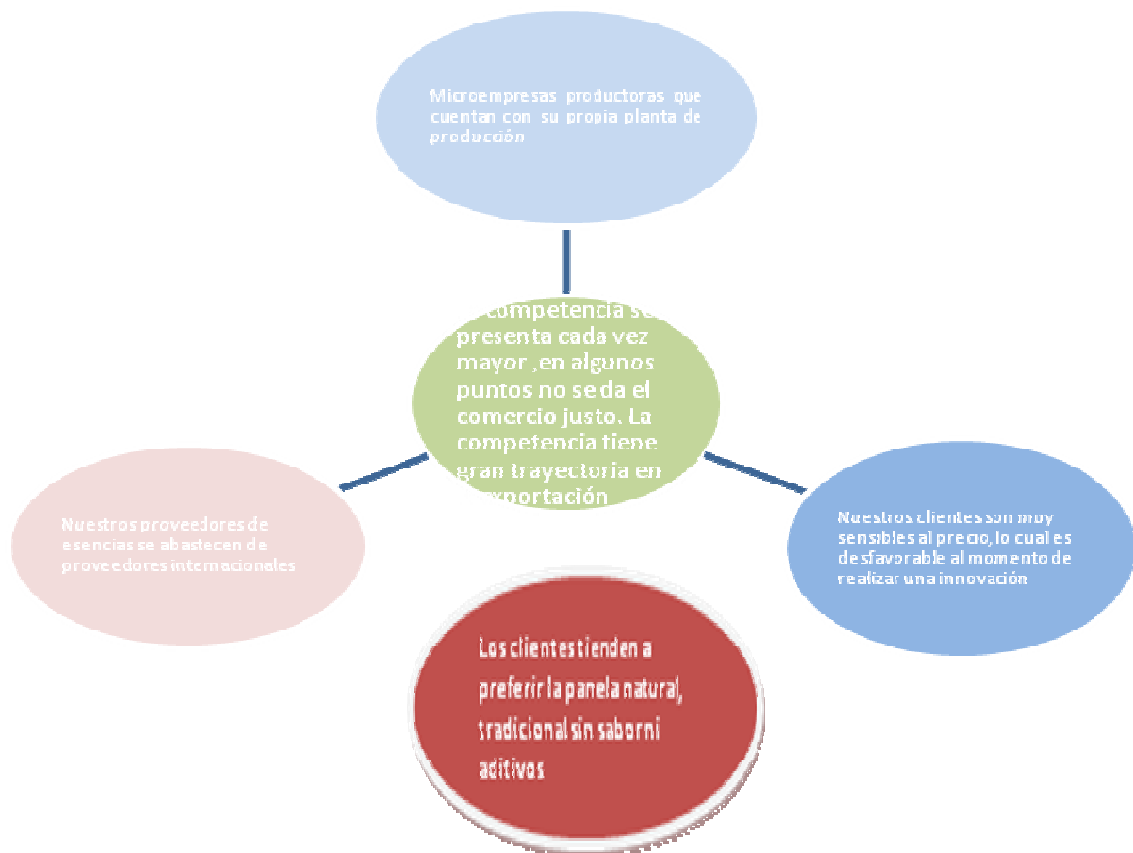 Microempresas productoras que
cuentan con su propia planta de
producción
competencia se
presenta cada vez
mayor ,en algunos
puntos no se da el
comercio justo. La
competencia tiene
gran trayectoria en
exportación
Nuestros proveedores de
esencias se abastecen de
proveedores internacionales
Nuestros clientes son muy
sensibles al precio, lo cual es
desfavorable al momento de
realizar una innovación
Los clientes tienden a
preferir la panela natural,
tradicional sin sabor ni
aditivos